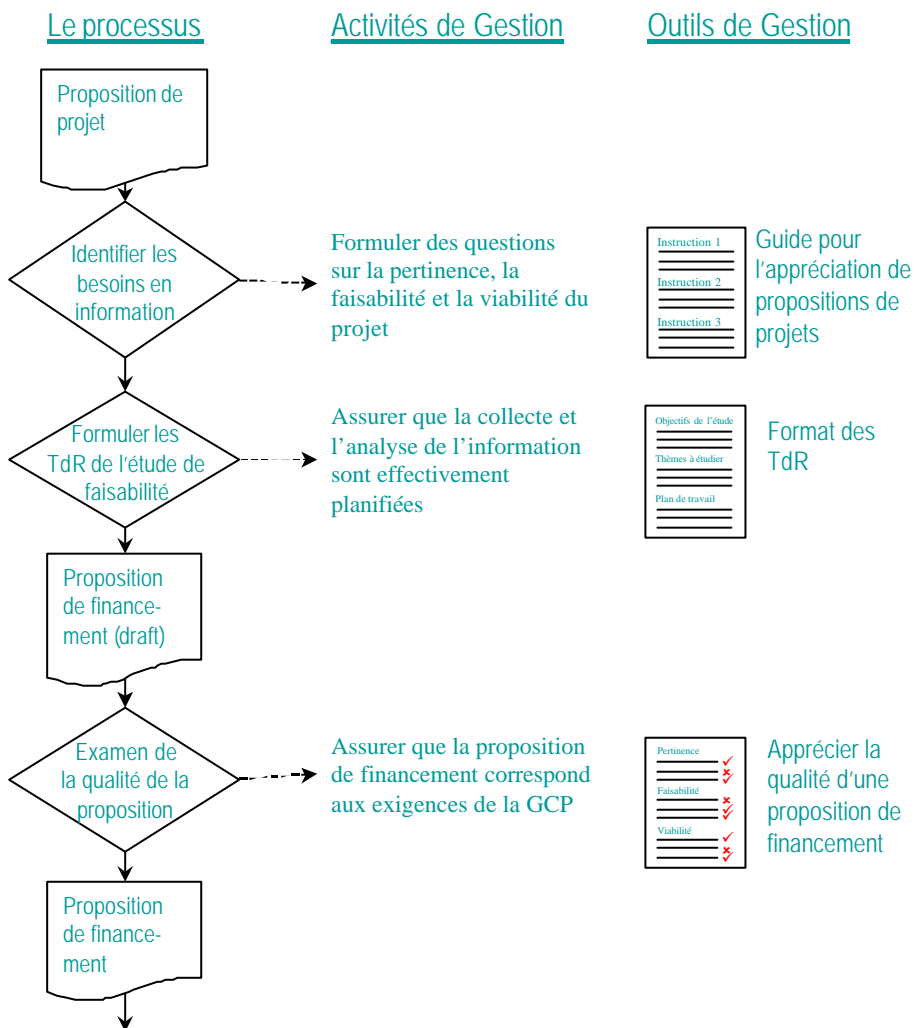 Le processus
Activités de Gestion
Outils de Gestion
Proposition de
projet
Identifier les
besoins en
information
Formuler des questions
sur la pertinence, la
faisabilité et la viabilité du
projet
Instruction 1
Instruction 2
Instruction 3
Guide pour
l'appréciation de
propositions de
projets
Formuler les
TdR de l'étude de
faisabilité
Assurer que la collecte et
l'analyse de l'information
sont effectivement
planifiées
Objectifs de l'étude
Thèmes à étudier
Plan de travail
Format des
TdR
Proposition
de finance-
ment (draft)
Examen de
la qualité de la
proposition
Assurer que la proposition
de financement correspond
aux exigences de la GCP
Pertinence
Faisabilité
Viabilité
Apprécier la
qualité d'une
proposition de
financement
Proposition
de finance-
ment